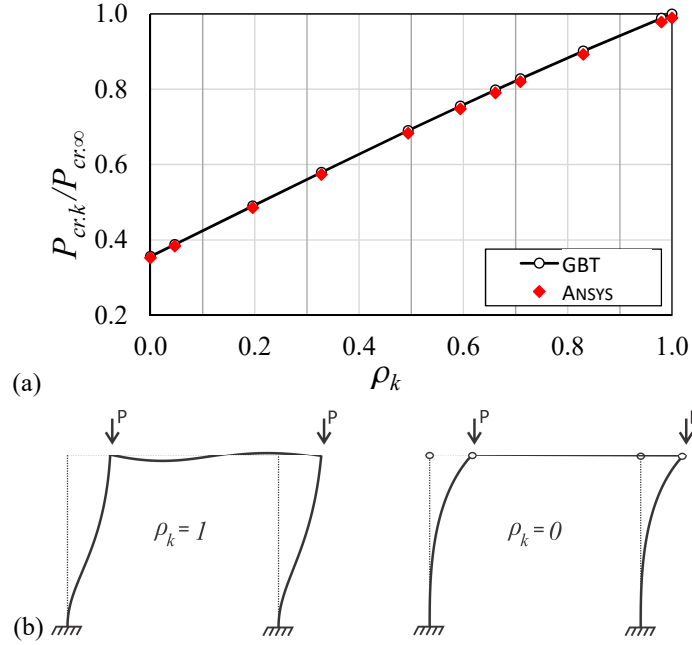 1.0
0.8
0.6
0.4
0.2
P_cr.k/P_cr.∞
GBT
ANSYS
0.0 0.2 0.4 0.6 0.8 1.0
(a)
ρ_k
P P P
ρ_k = 1 ρ_k = 0
(b)